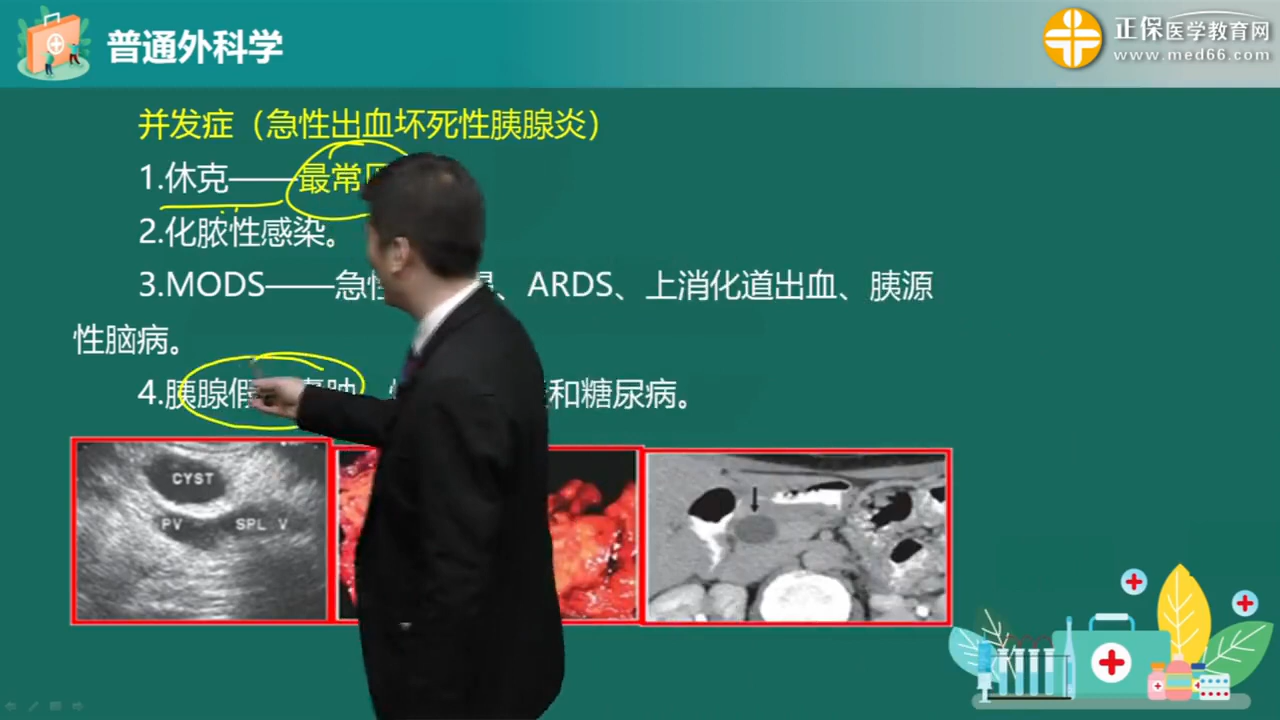 普通外科学
正保医学教育网
www.med66.com
并发症（急性出血坏死性胰腺炎）
1.休克——最常
2.化脓性感染。
3.MODS——急 、ARDS、上消化道出血、胰源
性脑病。
4.胰腺假 囊肿 和糖尿病。
CYST
PV SPL V